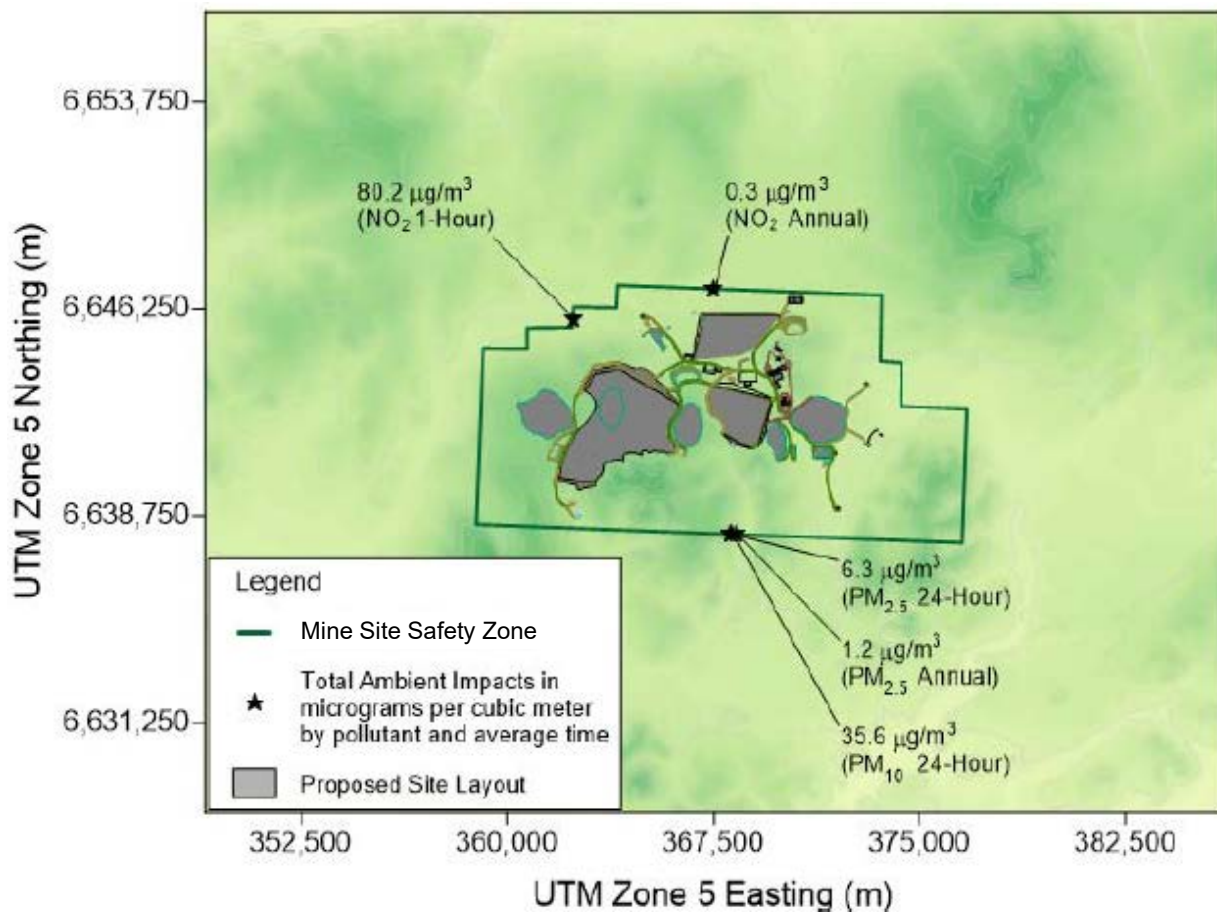 UTM Zone 5 Northing (m)
6,653,750
6,646,250
6,638,750
6,631,250
80.2 μg/m³
(NO₂ 1-Hour)
0.3 μg/m³
(NO₂ Annual)
6.3 μg/m³
(PM₂.₅ 24-Hour)
1.2 μg/m³
(PM₂.₅ Annual)
35.6 μg/m³
(PM₁₀ 24-Hour)
Legend
Mine Site Safety Zone
Total Ambient Impacts in
micrograms per cubic meter
by pollutant and average time
Proposed Site Layout
352,500
360,000
367,500
375,000
382,500
UTM Zone 5 Easting (m)